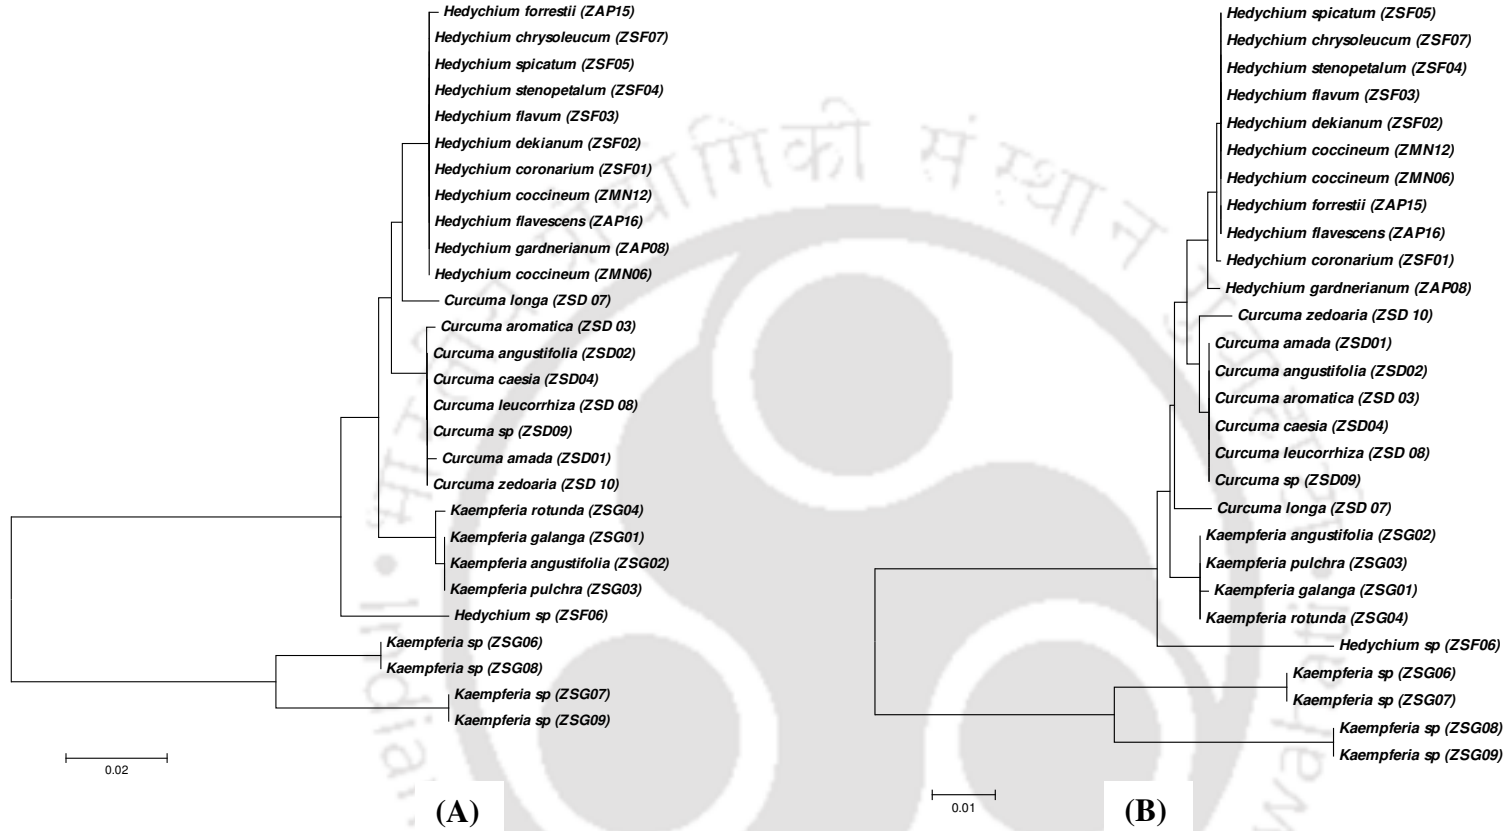 Hedychium forrestii (ZAP15)
Hedychium chrysoleucum (ZSF07)
Hedychium spicatum (ZSF05)
Hedychium stenopetalum (ZSF04)
Hedychium flavum (ZSF03)
Hedychium dekianum (ZSF02)
Hedychium coronarium (ZSF01)
Hedychium coccineum (ZMN12)
Hedychium flavescens (ZAP16)
Hedychium gardnerianum (ZAP08)
Hedychium coccineum (ZMN06)
Curcuma longa (ZSD 07)
Curcuma aromatica (ZSD 03)
Curcuma angustifolia (ZSD02)
Curcuma caesia (ZSD04)
Curcuma leucorrhiza (ZSD 08)
Curcuma sp (ZSD09)
Curcuma amada (ZSD01)
Curcuma zedoaria (ZSD 10)
Kaempferia rotunda (ZSG04)
Kaempferia galanga (ZSG01)
Kaempferia angustifolia (ZSG02)
Kaempferia pulchra (ZSG03)
Hedychium sp (ZSF06)
Kaempferia sp (ZSG06)
Kaempferia sp (ZSG08)
Kaempferia sp (ZSG07)
Kaempferia sp (ZSG09)
0.02
(A)
Hedychium spicatum (ZSF05)
Hedychium chrysoleucum (ZSF07)
Hedychium stenopetalum (ZSF04)
Hedychium flavum (ZSF03)
Hedychium dekianum (ZSF02)
Hedychium coccineum (ZMN12)
Hedychium coccineum (ZMN06)
Hedychium forrestii (ZAP15)
Hedychium flavescens (ZAP16)
Hedychium coronarium (ZSF01)
Hedychium gardnerianum (ZAP08)
Curcuma zedoaria (ZSD 10)
Curcuma amada (ZSD01)
Curcuma angustifolia (ZSD02)
Curcuma aromatica (ZSD 03)
Curcuma caesia (ZSD04)
Curcuma leucorrhiza (ZSD 08)
Curcuma sp (ZSD09)
Curcuma longa (ZSD 07)
Kaempferia angustifolia (ZSG02)
Kaempferia pulchra (ZSG03)
Kaempferia galanga (ZSG01)
Kaempferia rotunda (ZSG04)
Hedychium sp (ZSF06)
Kaempferia sp (ZSG06)
Kaempferia sp (ZSG07)
Kaempferia sp (ZSG08)
Kaempferia sp (ZSG09)
0.01
(B)